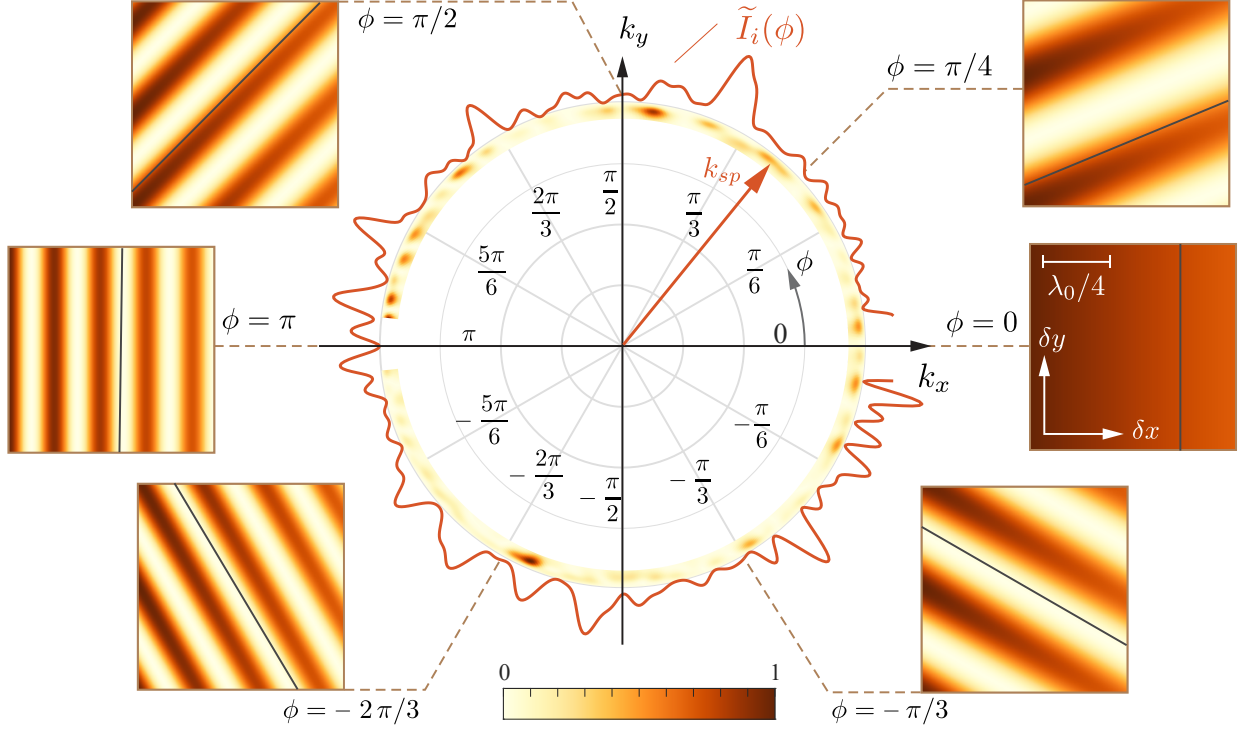 ϕ = π/2
k_y
Ĩ_i(ϕ)
ϕ = π/4
k_sp
π/2
2π/3
π/3
5π/6
π/6
ϕ
λ_0/4
ϕ = π
π
0
ϕ = 0
δy
k_x
δx
− 5π/6
− π/6
− 2π/3
− π/2
− π/3
0
1
ϕ = − 2 π/3
ϕ = − π/3